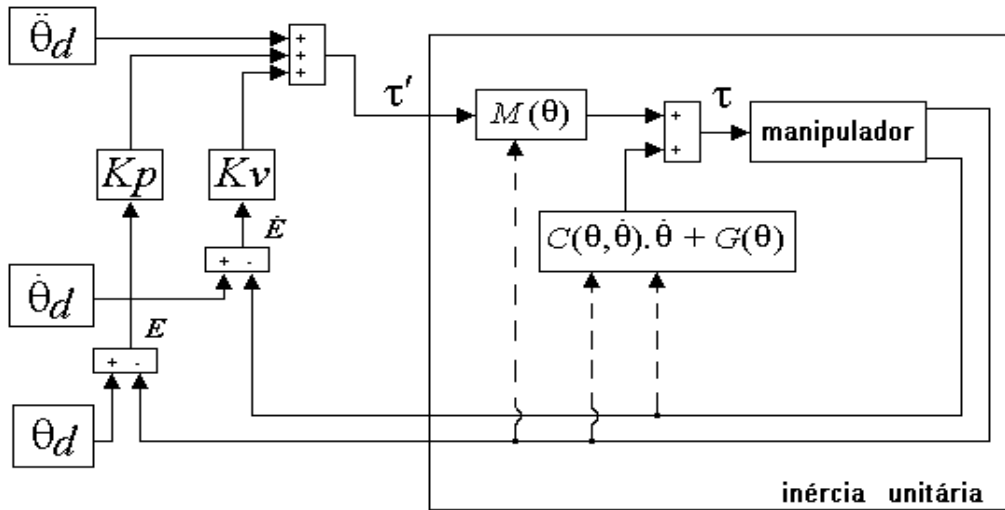 θ̈d
+
+
+
τ'
M(θ)
+
+
τ
manipulador
Kp
Kv
Ė
+ -
C(θ,θ̇).θ̇ + G(θ)
θ̇d
E
+ -
θd
inércia unitária